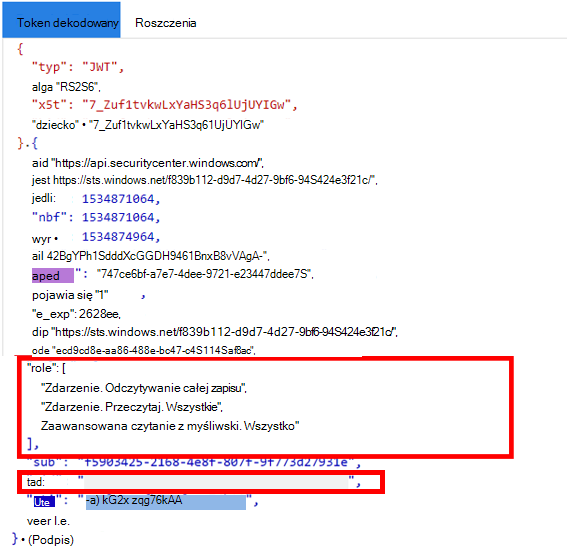 Token dekodowany Roszczenia
{
"typ": "JWT",
alga "RS2S6",
"x5t": "7_Zuf1tvkwLxYaHS3q6lUjUYIGw",
"dziecko" • "7_Zuf1tvkwLxYaHS3q61UjUYIGw"
}.{
aid "https://api.securitycenter.windows.com/",
jest https://sts.windows.net/f839b112-d9d7-4d27-9bf6-94S424e3f21c/",
jedli: 1534871064,
"nbf": 1534871064,
wyr • 1534874964,
ail 42BgYPh1SdddXcGGDH9461BnxB8vVAgA-",
aped ": "747ce6bf-a7e7-4dee-9721-e23447ddee7S",
pojawia się "1" ,
"e_exp": 2628ee,
dip "https://sts.windows.net/f839b112-d9d7-4d27-9bf6-94S424e3f21c/",
ode "ecd9cd8e-aa86-488e-bc47-c4S114Saf8ac",
"role": [
"Zdarzenie. Odczytywanie całej zapisu",
"Zdarzenie. Przeczytaj. Wszystkie",
Zaawansowana czytanie z myśliwski. Wszystko"
],
"sub": "f5903425-2168-4e8f-807f-9f773d27931e",
tad: " ",
" Ute ": "-a) kG2x zqg76kAA ",
veer I.e.
} • (Podpis)